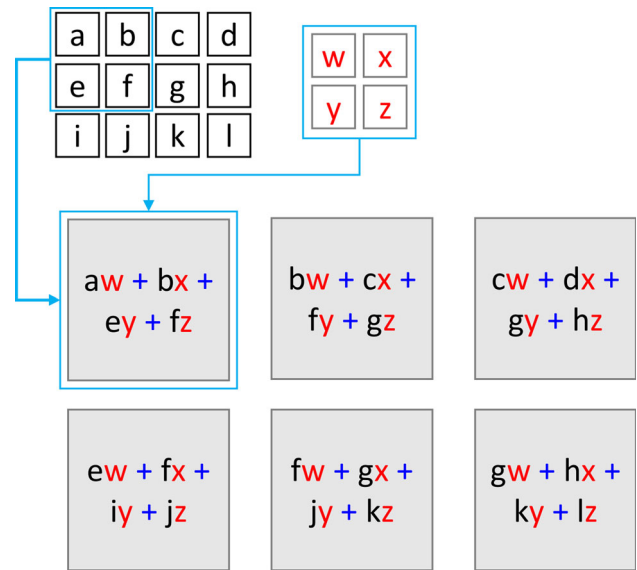 a b c d
w x
e f g h
y z
i j k l
aw + bx +
ey + fz
bw + cx +
fy + gz
cw + dx +
gy + hz
ew + fx +
iy + jz
fw + gx +
jy + kz
gw + hx +
ky + lz